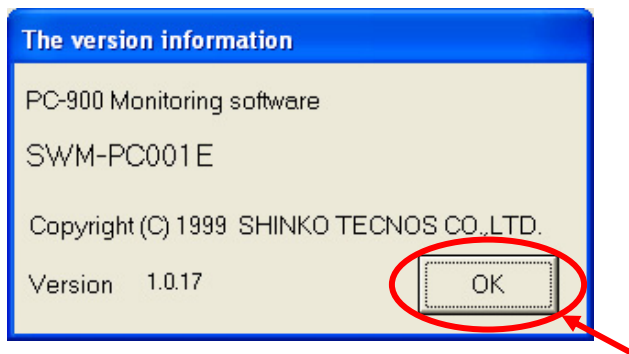 The version information
PC-900 Monitoring software
SWM-PC001E
Copyright (C) 1999 SHINKO TECNOS CO.,LTD.
Version 1.0.17
OK